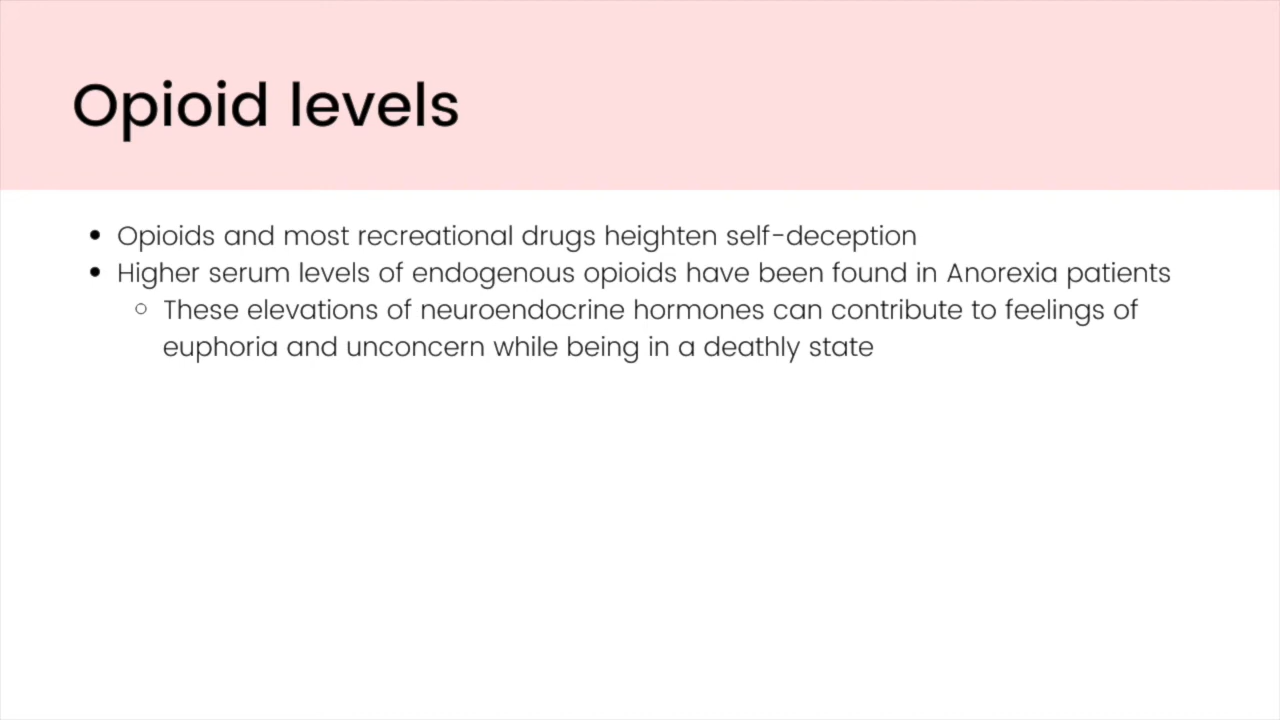 Opioid levels
• Opioids and most recreational drugs heighten self-deception
• Higher serum levels of endogenous opioids have been found in Anorexia patients
○ These elevations of neuroendocrine hormones can contribute to feelings of
euphoria and unconcern while being in a deathly state